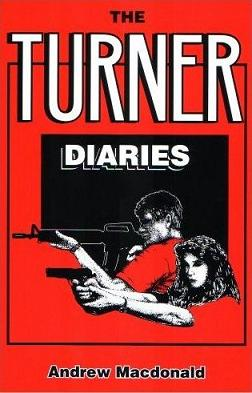 THE
TURNER
DIARIES
Andrew Macdonald